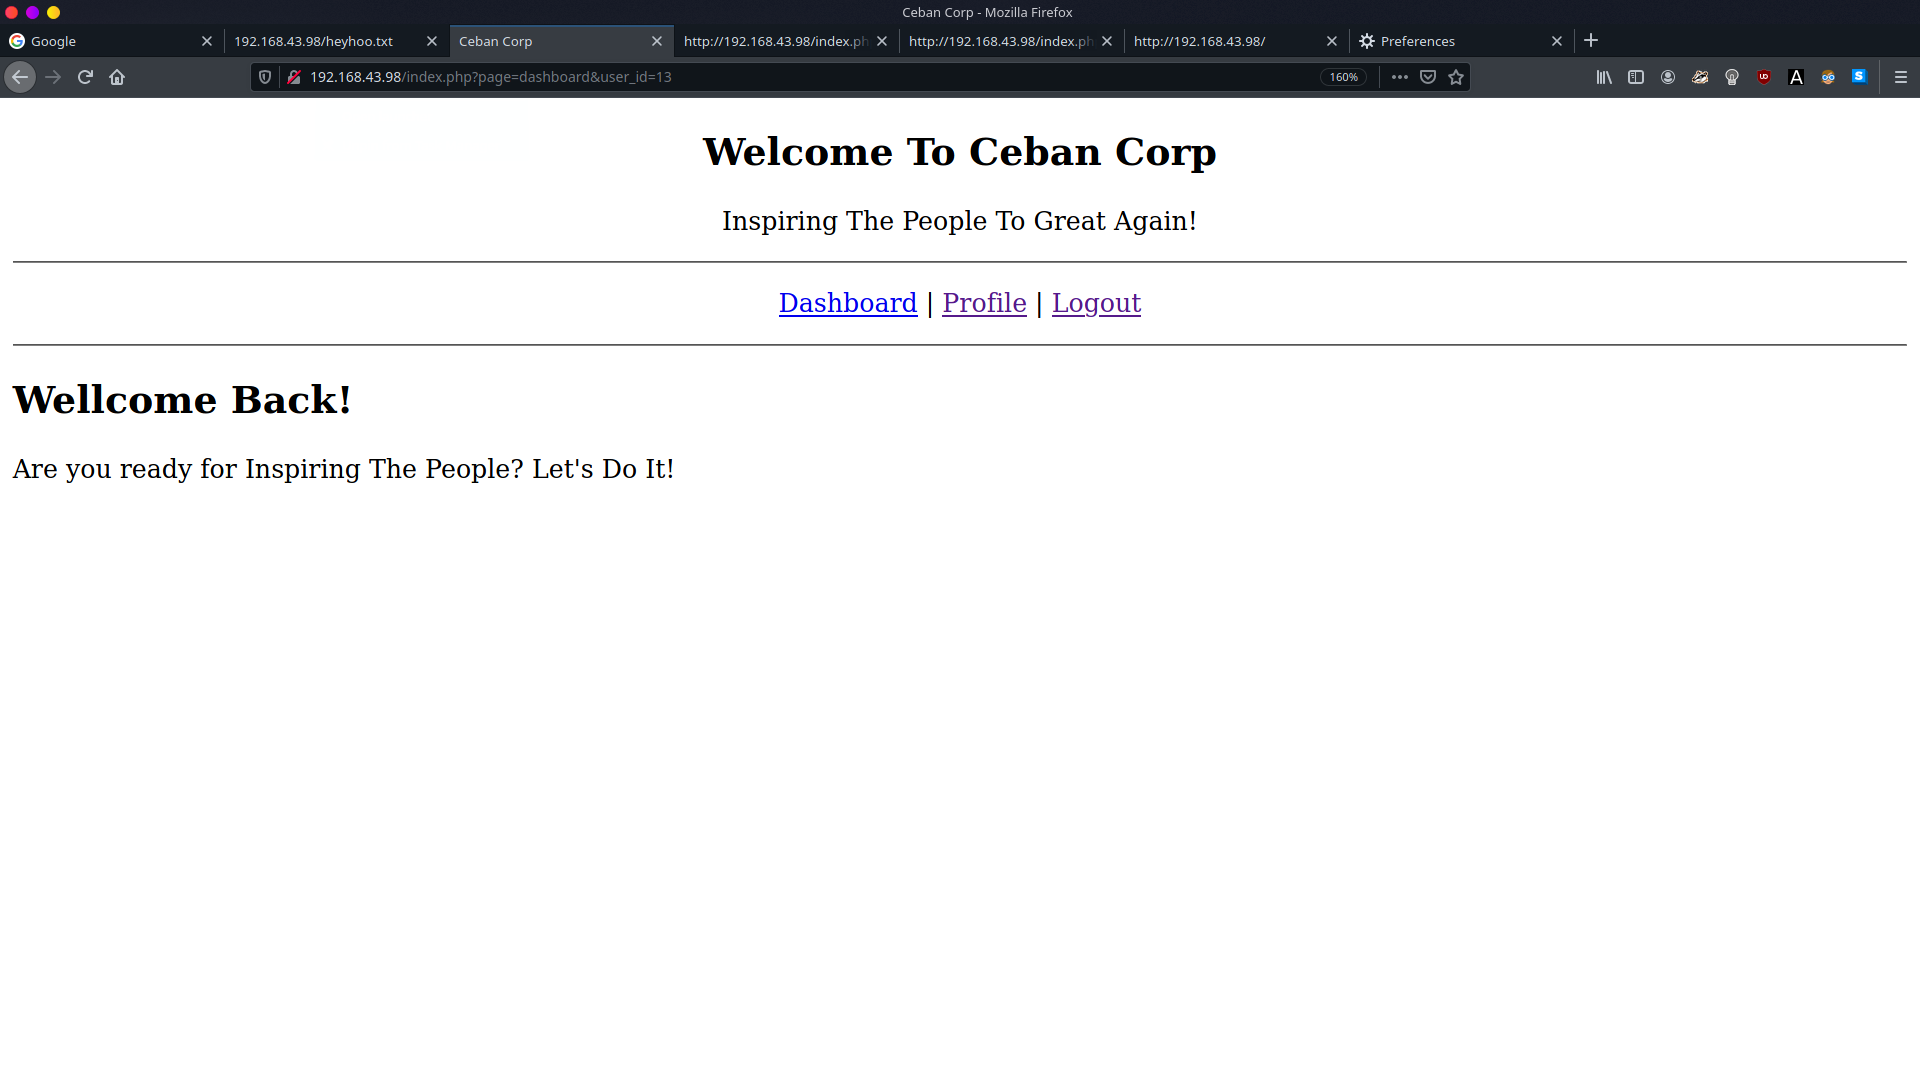 Ceban Corp - Mozilla Firefox
Google 192.168.43.98/heyhoo.txt Ceban Corp http://192.168.43.98/index.ph http://192.168.43.98/index.ph http://192.168.43.98/ Preferences
192.168.43.98/index.php?page=dashboard&user_id=13 160%
Welcome To Ceban Corp
Inspiring The People To Great Again!
Dashboard | Profile | Logout
Wellcome Back!
Are you ready for Inspiring The People? Let's Do It!